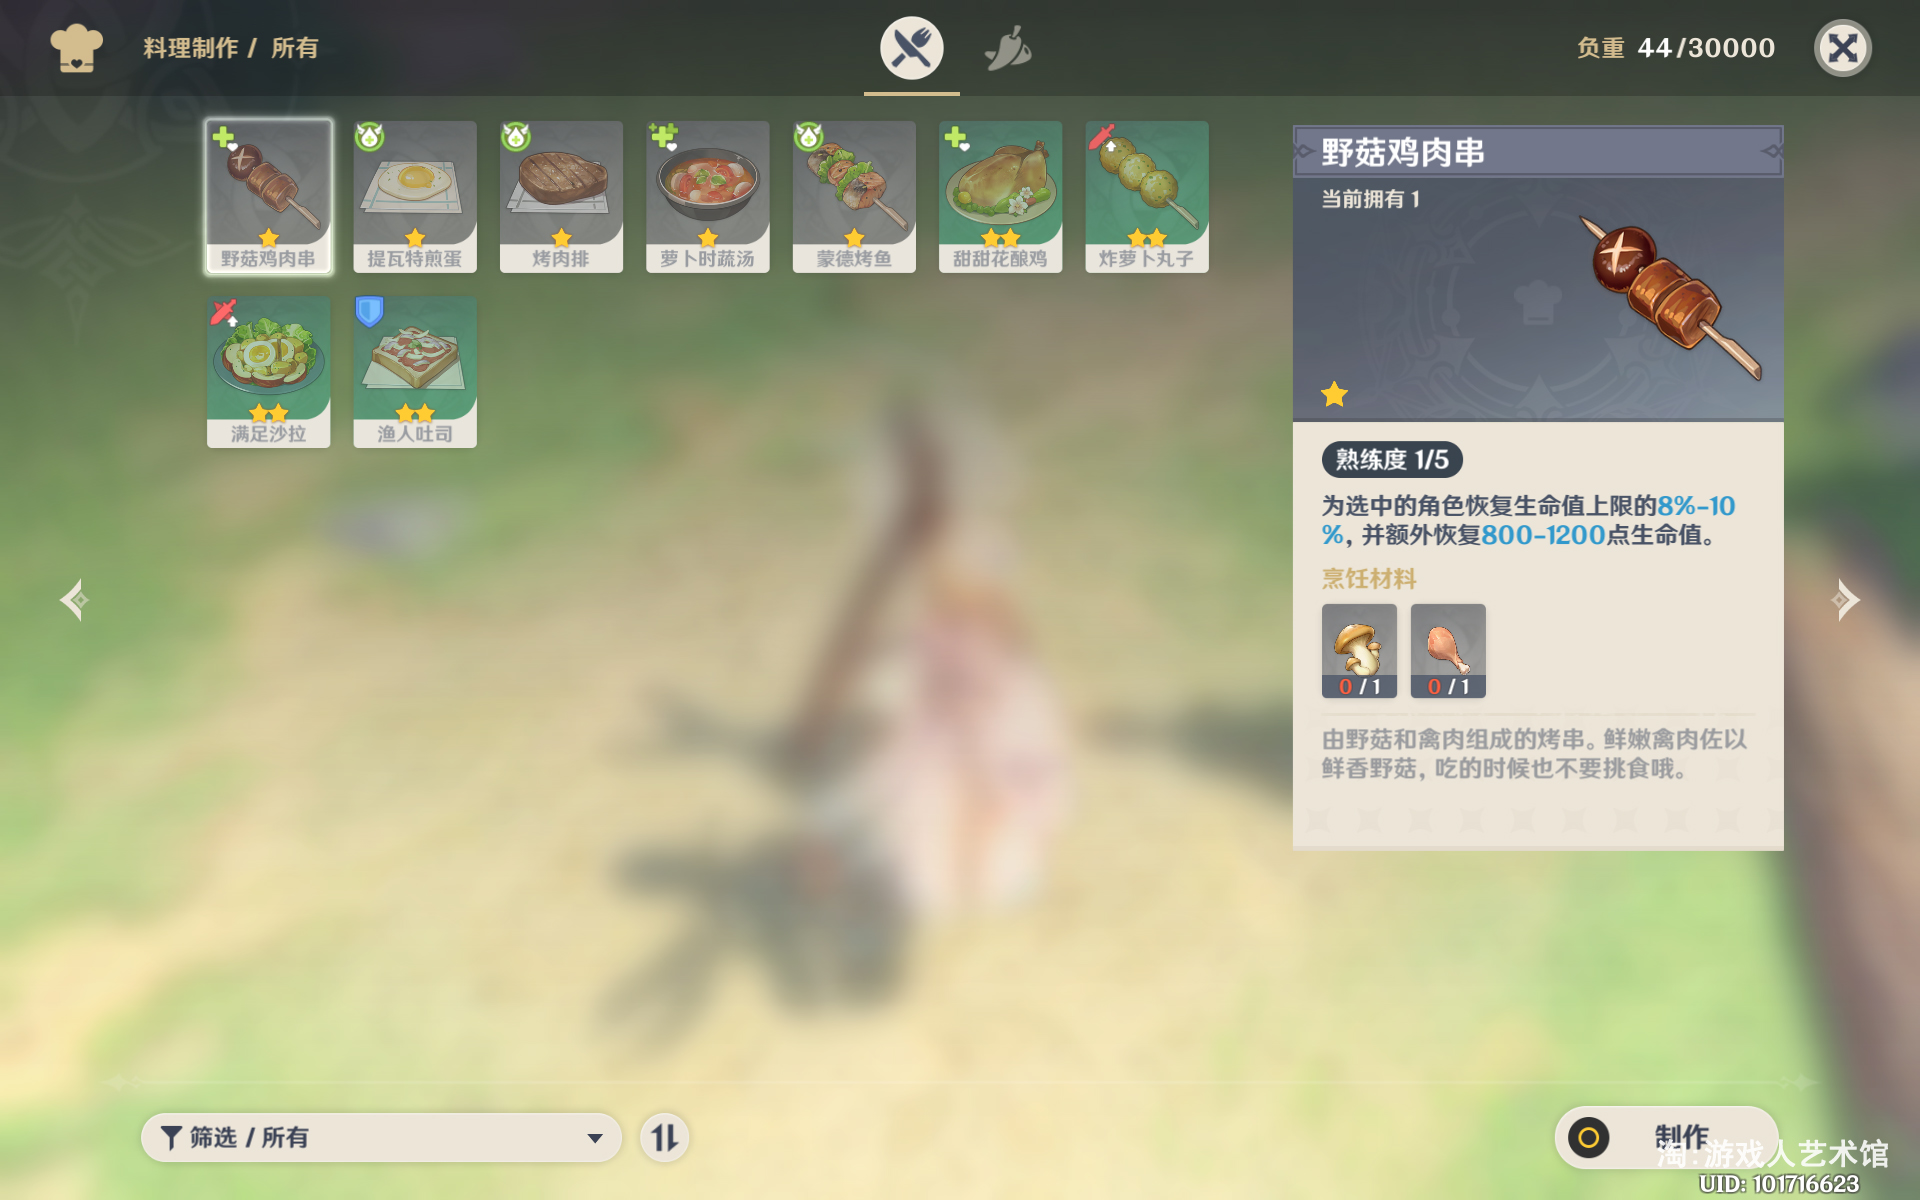 料理制作 / 所有
负重 44/30000
野菇鸡肉串
提瓦特煎蛋
烤肉排
萝卜时蔬汤
蒙德烤鱼
甜甜花酿鸡
炸萝卜丸子
满足沙拉
渔人吐司
野菇鸡肉串
当前拥有 1
熟练度 1/5
为选中的角色恢复生命值上限的8%-10
%，并额外恢复800-1200点生命值。
烹饪材料
0 / 1
0 / 1
由野菇和禽肉组成的烤串。鲜嫩禽肉佐以
鲜香野菇，吃的时候也不要挑食哦。
筛选 / 所有
制作
淘：游戏人艺术馆
UID: 101716623